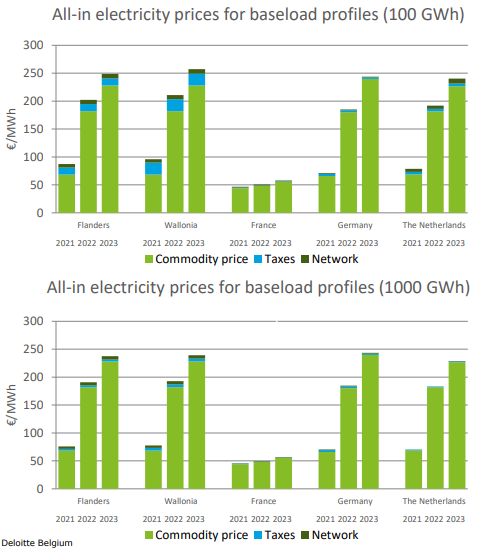 All-in electricity prices for baseload profiles (100 GWh)
300
250
200
150
100
50
0
€/MWh
Flanders Wallonia France Germany The Netherlands
2021 2022 2023 2021 2022 2023 2021 2022 2023 2021 2022 2023 2021 2022 2023
Commodity price Taxes Network
All-in electricity prices for baseload profiles (1000 GWh)
300
250
200
150
100
50
0
€/MWh
Flanders Wallonia France Germany The Netherlands
2021 2022 2023 2021 2022 2023 2021 2022 2023 2021 2022 2023 2021 2022 2023
Commodity price Taxes Network
Deloitte Belgium